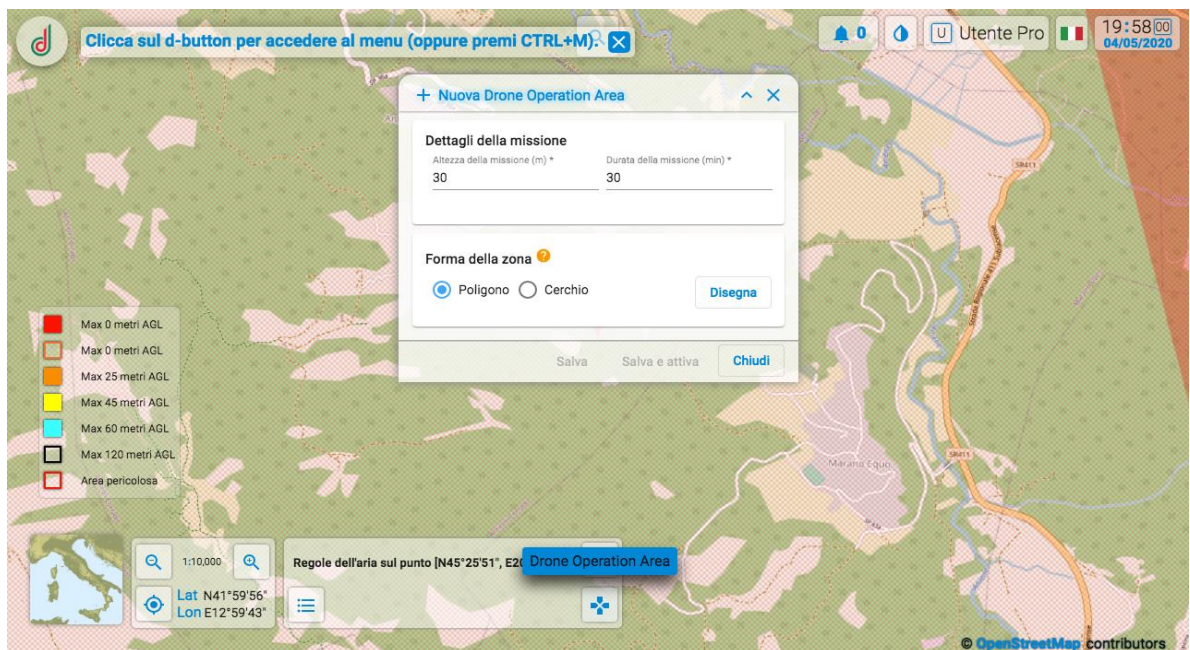 Clicca sul d-button per accedere al menu (oppure premi CTRL+M).
0
U Utente Pro
19:58 00
04/05/2020
+ Nuova Drone Operation Area
Dettagli della missione
Altezza della missione (m) *
Durata della missione (min) *
30
30
Forma della zona ?
Poligono
Cerchio
Disegna
Salva
Salva e attiva
Chiudi
Max 0 metri AGL
Max 0 metri AGL
Max 25 metri AGL
Max 45 metri AGL
Max 60 metri AGL
Max 120 metri AGL
Area pericolosa
SR411
Strada Regionale 411 Sublacense
Marano Equo
SR411
1:10,000
Lat N41°59'56"
Lon E12°59'43"
Regole dell'aria sul punto [N45°25'51", E20
Drone Operation Area
© OpenStreetMap contributors